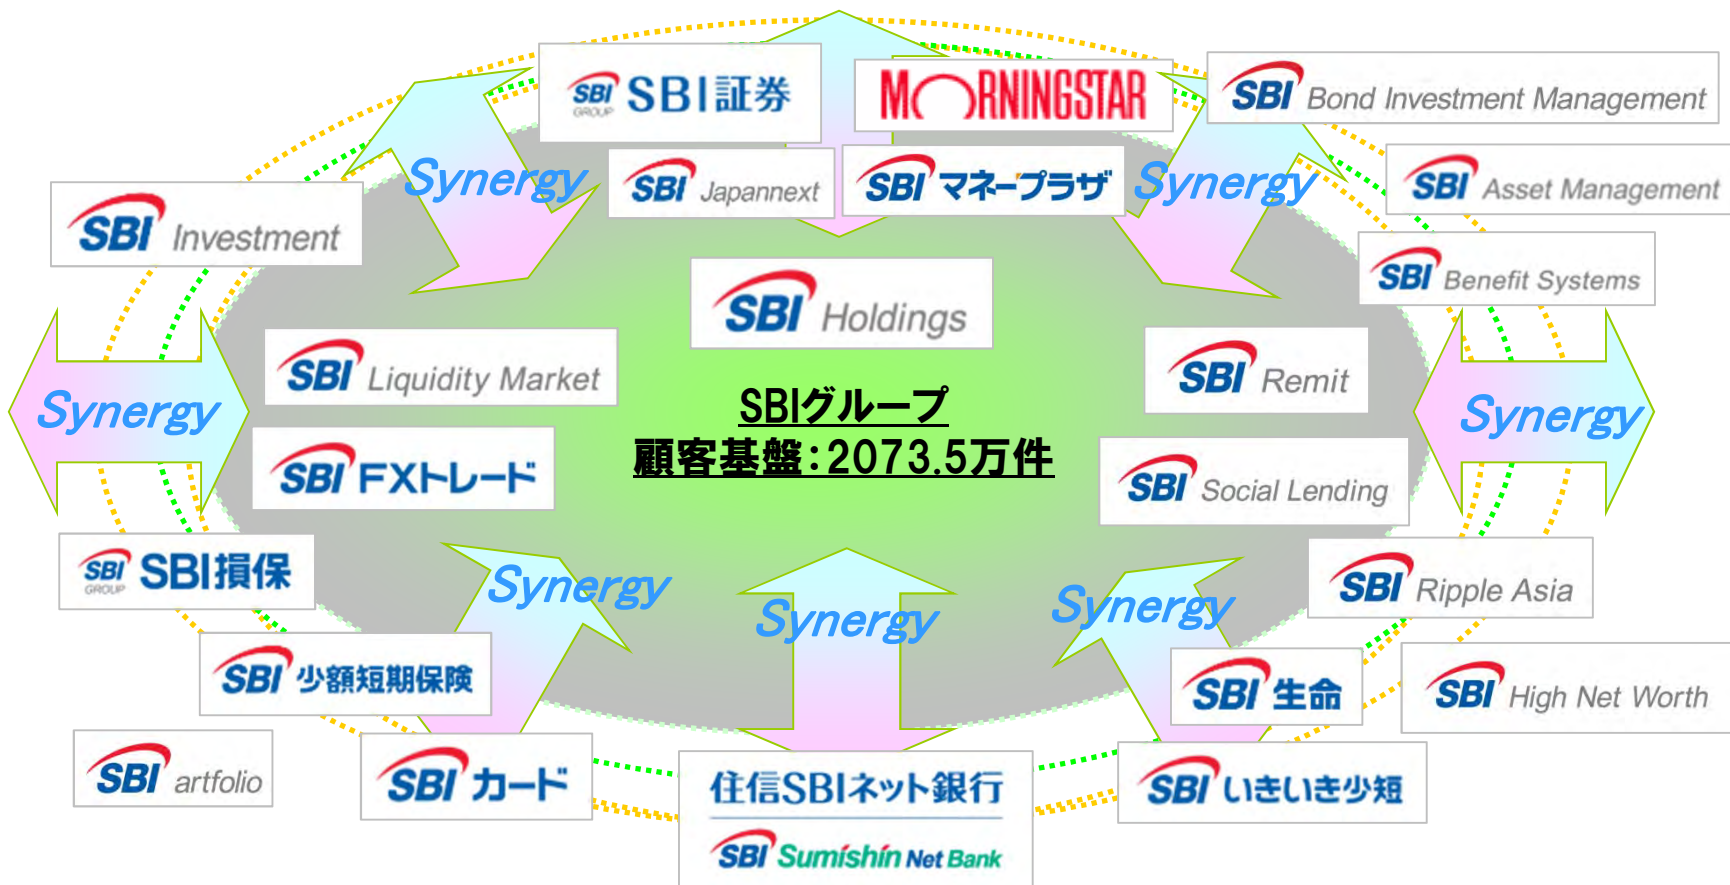 SBI GROUP SBI証券
MORNINGSTAR
SBI Bond Investment Management
Synergy
SBI Japannext
SBI マネープラザ
Synergy
SBI Asset Management
SBI Investment
SBI Benefit Systems
SBI Holdings
SBI Liquidity Market
SBI Remit
Synergy
SBIグループ
顧客基盤：2073.5万件
Synergy
SBI FXトレード
SBI Social Lending
SBI GROUP SBI損保
Synergy
Synergy
Synergy
SBI Ripple Asia
SBI 少額短期保険
SBI 生命
SBI High Net Worth
SBI artfolio
SBI カード
住信SBIネット銀行
SBI Sumishin Net Bank
SBI いきいき少短